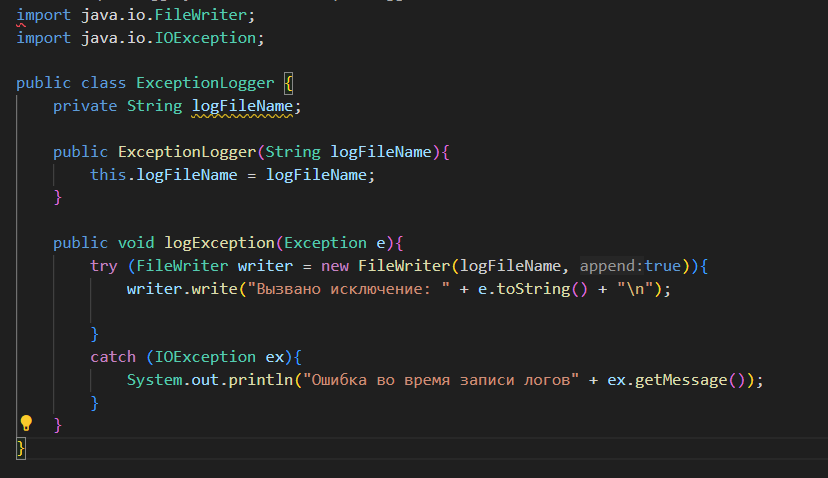 import java.io.FileWriter;
import java.io.IOException;
public class ExceptionLogger {
private String logFileName;
public ExceptionLogger(String logFileName){
this.logFileName = logFileName;
}
public void logException(Exception e){
try (FileWriter writer = new FileWriter(logFileName, append:true)){
writer.write("Вызвано исключение: " + e.toString() + "\n");
}
catch (IOException ex){
System.out.println("Ошибка во время записи логов" + ex.getMessage());
}
}
}